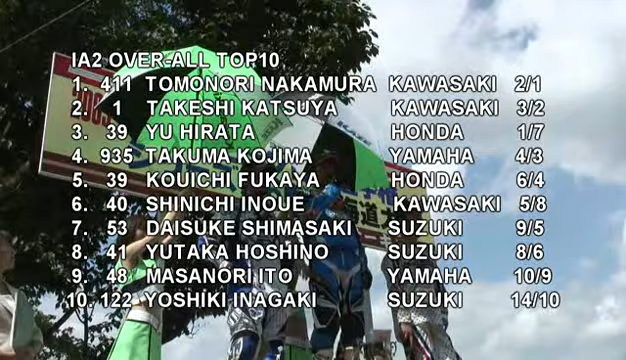 IA2 OVER-ALL TOP10
1. 411 TOMONORI NAKAMURA KAWASAKI 2/1
2. 1 TAKESHI KATSUYA KAWASAKI 3/2
3. 39 YU HIRATA HONDA 1/7
4. 935 TAKUMA KOJIMA YAMAHA 4/3
5. 39 KOUICHI FUKAYA HONDA 6/4
6. 40 SHINICHI INOUE KAWASAKI 5/8
7. 53 DAISUKE SHIMASAKI SUZUKI 9/5
8. 41 YUTAKA HOSHINO SUZUKI 8/6
9. 48 MASANORI ITO YAMAHA 10/9
10. 122 YOSHIKI INAGAKI SUZUKI 14/10